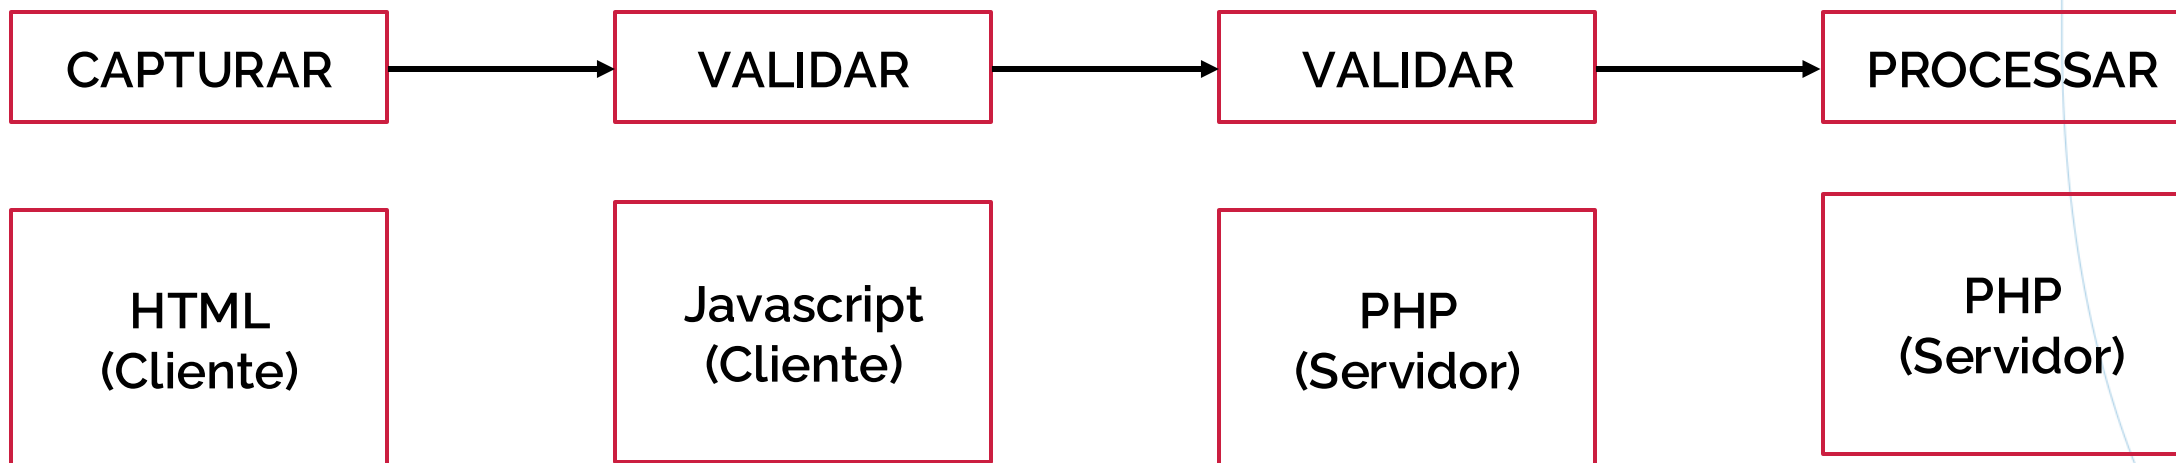 CAPTURAR
VALIDAR
VALIDAR
PROCESSAR
HTML
(Cliente)
Javascript
(Cliente)
PHP
(Servidor)
PHP
(Servidor)